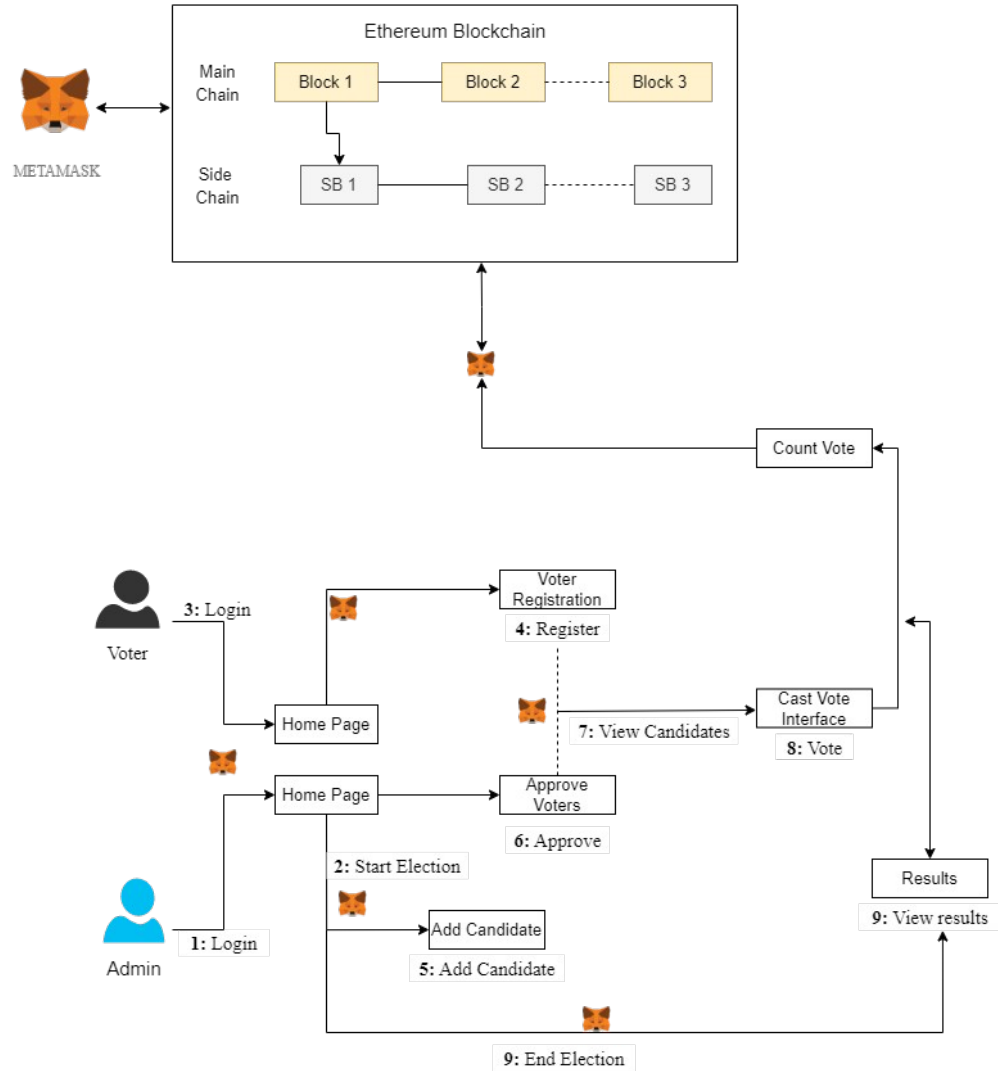 Ethereum Blockchain
Main
Chain
Block 1
Block 2
Block 3
METAMASK
Side
Chain
SB 1
SB 2
SB 3
Count Vote
Voter
Registration
3: Login
4: Register
Voter
Home Page
Cast Vote
Interface
7: View Candidates
8: Vote
Home Page
Approve
Voters
6: Approve
2: Start Election
Results
9: View results
Add Candidate
1: Login
Admin
5: Add Candidate
9: End Election